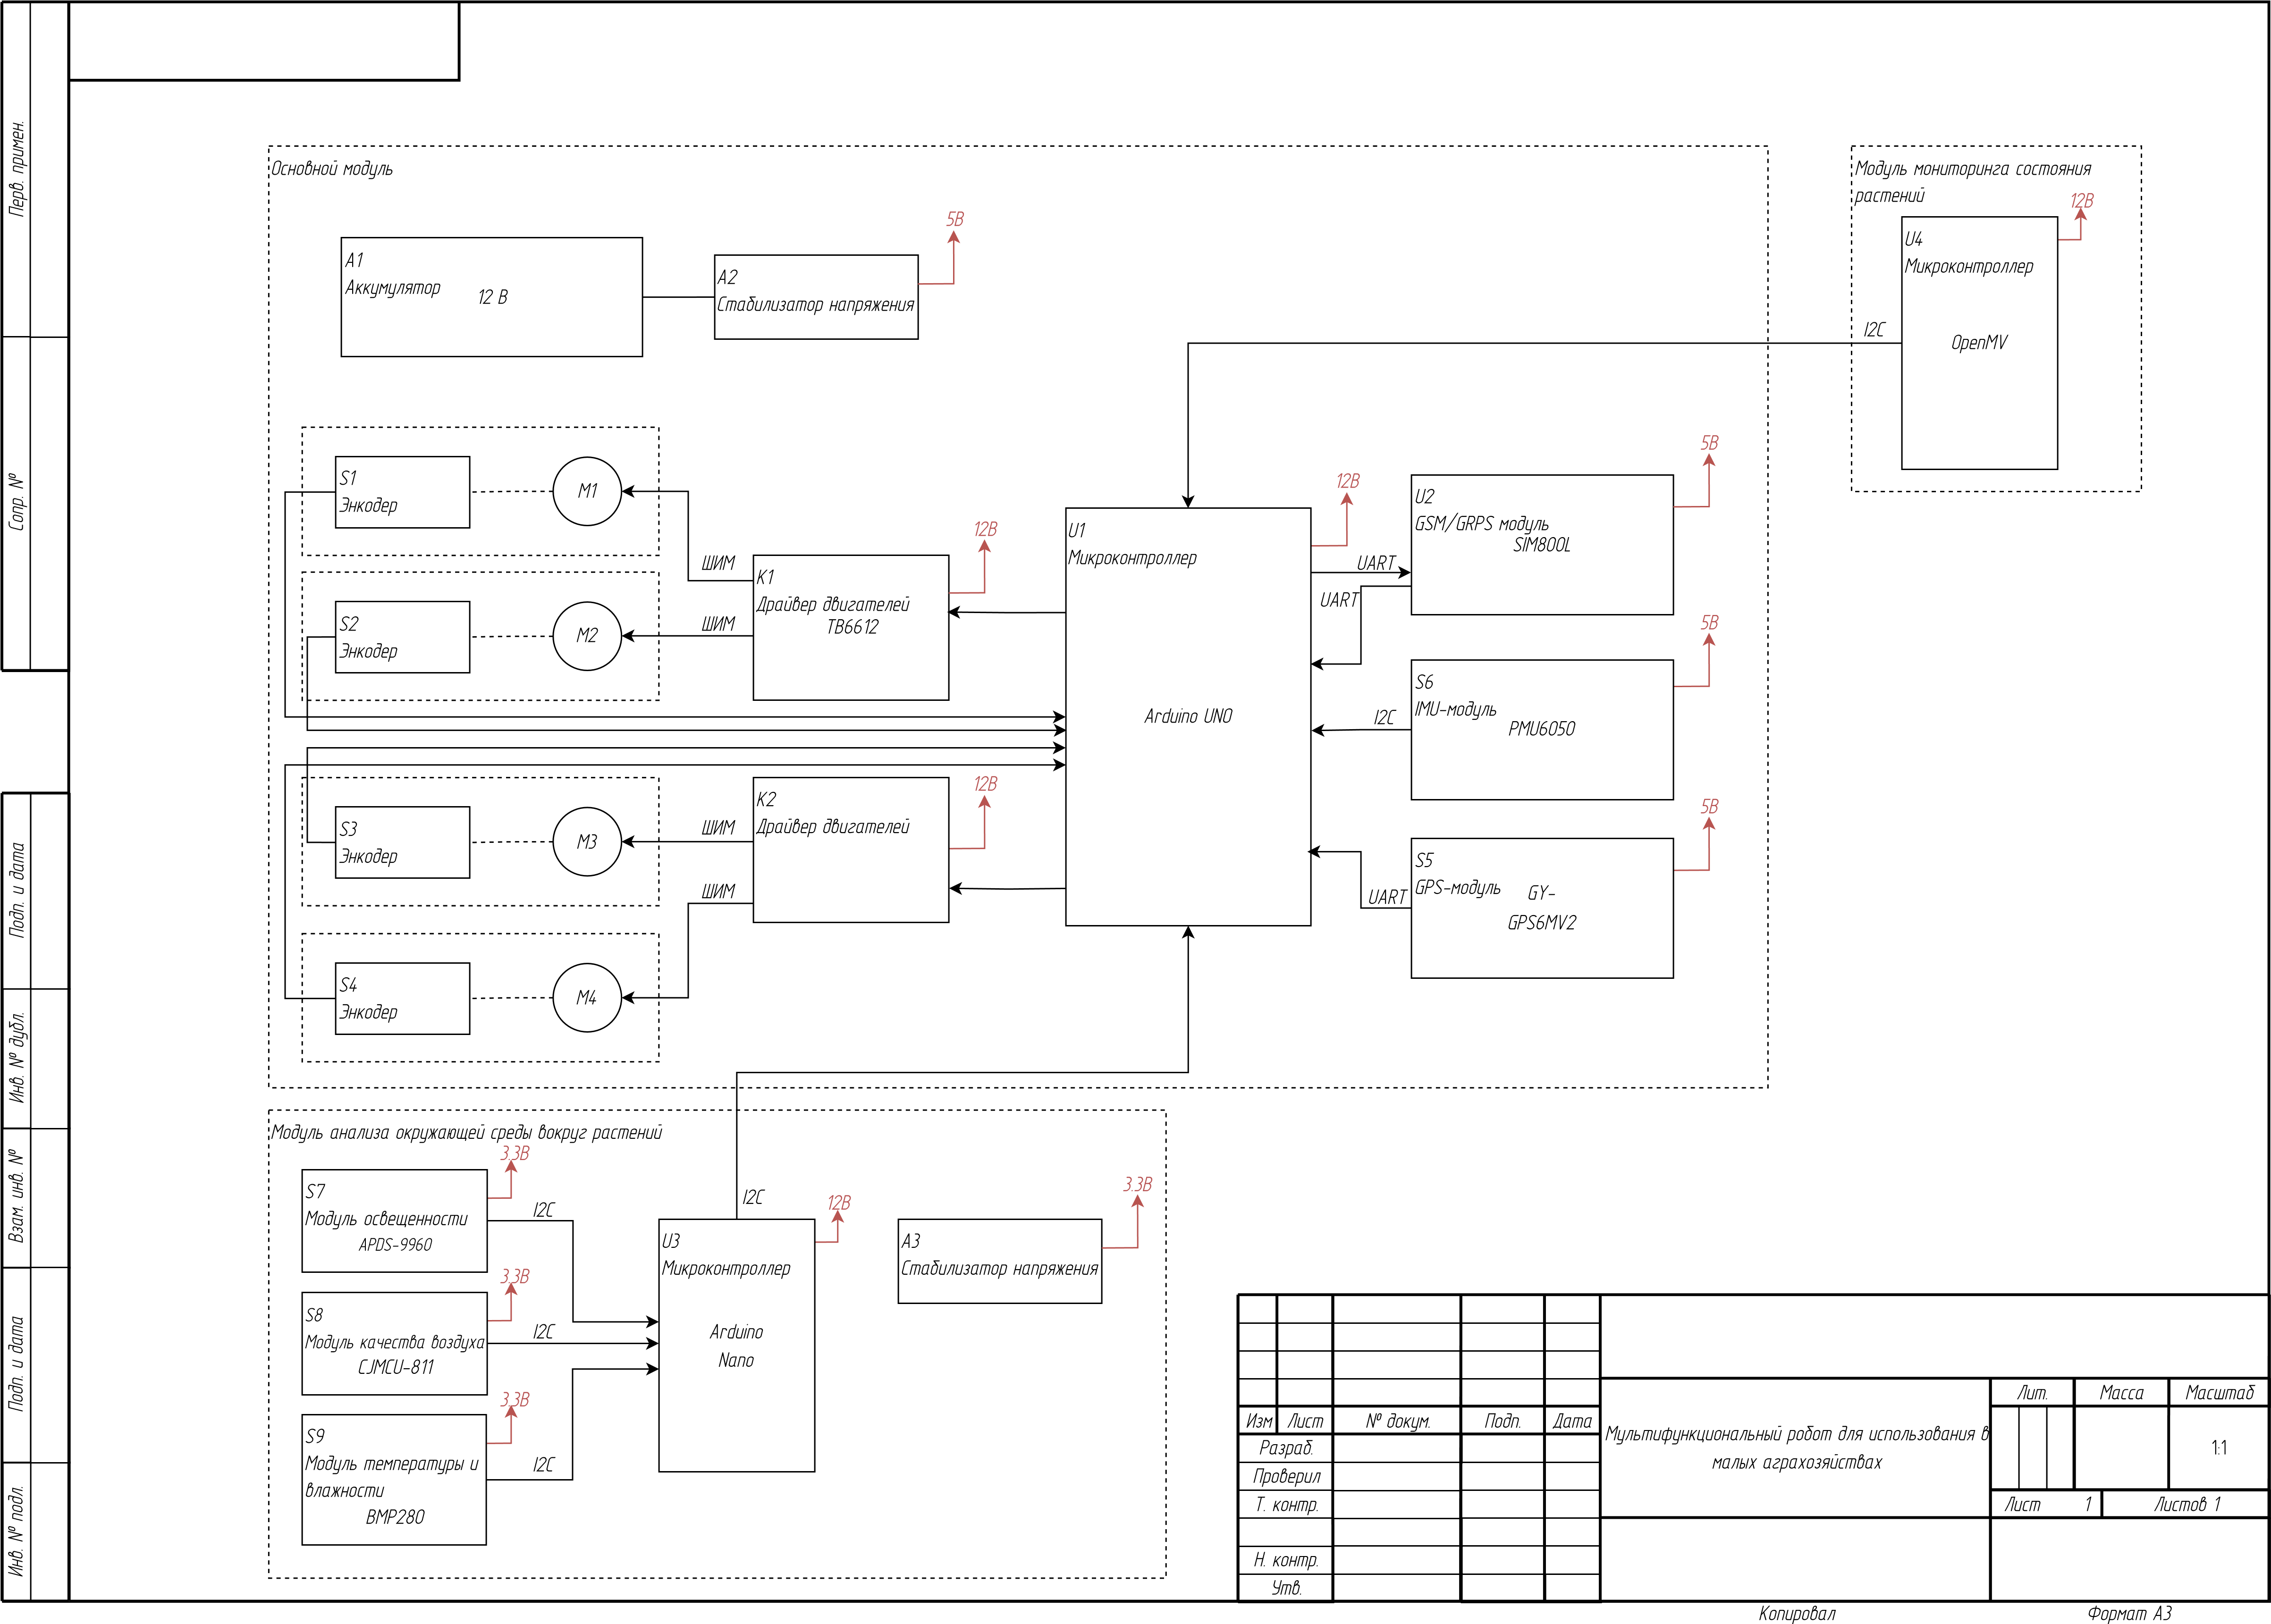 Перв. примен.
Сопр. №
Подп. и дата
Инв. № дубл.
Взам. инв. №
Подп. и дата
Инв. № подл.
Основной модуль
A1
Аккумулятор
12 В
A2
Стабилизатор напряжения
5В
S1
Энкодер
M1
S2
Энкодер
M2
ШИМ
ШИМ
K1
Драйвер двигателей
TB6612
12В
S3
Энкодер
M3
S4
Энкодер
M4
ШИМ
ШИМ
K2
Драйвер двигателей
12В
U1
Микроконтроллер
Arduino UNO
12В
UART
UART
I2C
UART
U2
GSM/GRPS модуль
SIM800L
5В
S6
IMU-модуль
PMU6050
5В
S5
GPS-модуль
GY-
GPS6MV2
5В
Модуль мониторинга состояния
растений
12В
U4
Микроконтроллер
OpenMV
I2C
Модуль анализа окружающей среды вокруг растений
3.3В
S7
Модуль освещенности
APDS-9960
I2C
3.3В
S8
Модуль качества воздуха
CJMCU-811
I2C
3.3В
S9
Модуль температуры и
влажности
BMP280
I2C
I2C
12В
U3
Микроконтроллер
Arduino
Nano
3.3В
A3
Стабилизатор напряжения
Изм Лист № докум. Подп. Дата
Разраб.
Проверил
Т. контр.
Н. контр.
Утв.
Мультифункциональный робот для использования в
малых аграхозяйствах
Лит. Масса Масштаб
1:1
Лист 1 Листов 1
Копировал Формат А3